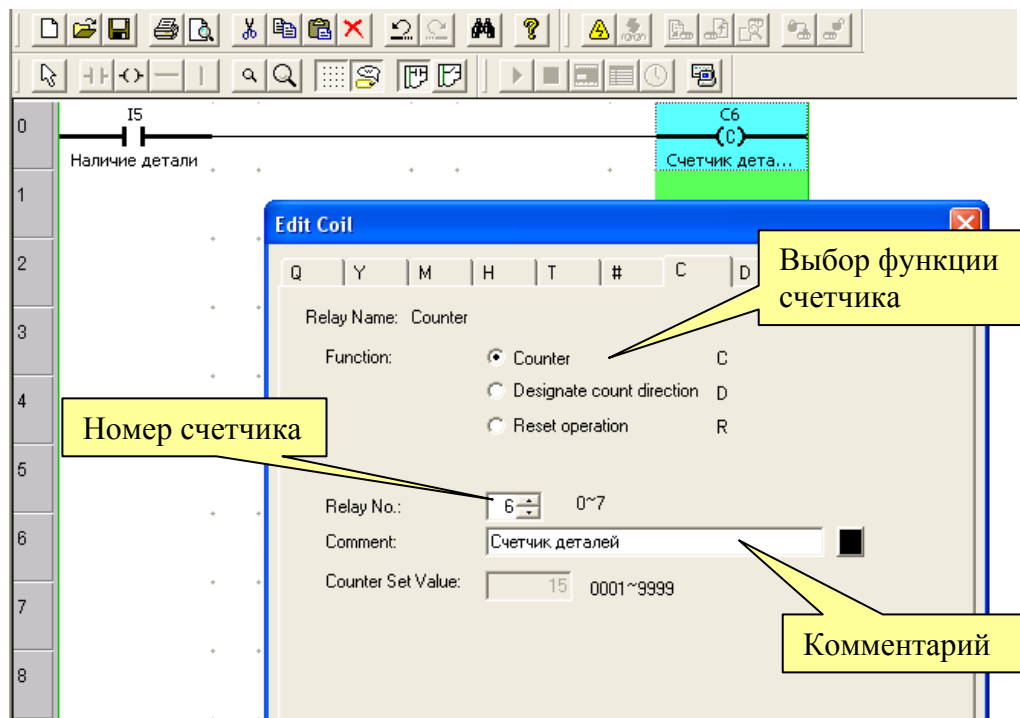 0
I5
C6
(C)
Наличие детали
Счетчик дета...
1
Edit Coil
2
Q Y M H T # C D
Выбор функции
счетчика
Relay Name: Counter
3
Function:
Counter C
Designate count direction D
4
Reset operation R
Номер счетчика
5
Relay No.: 6 0~7
6
Comment: Счетчик деталей
Counter Set Value: 15 0001~9999
7
Комментарий
8